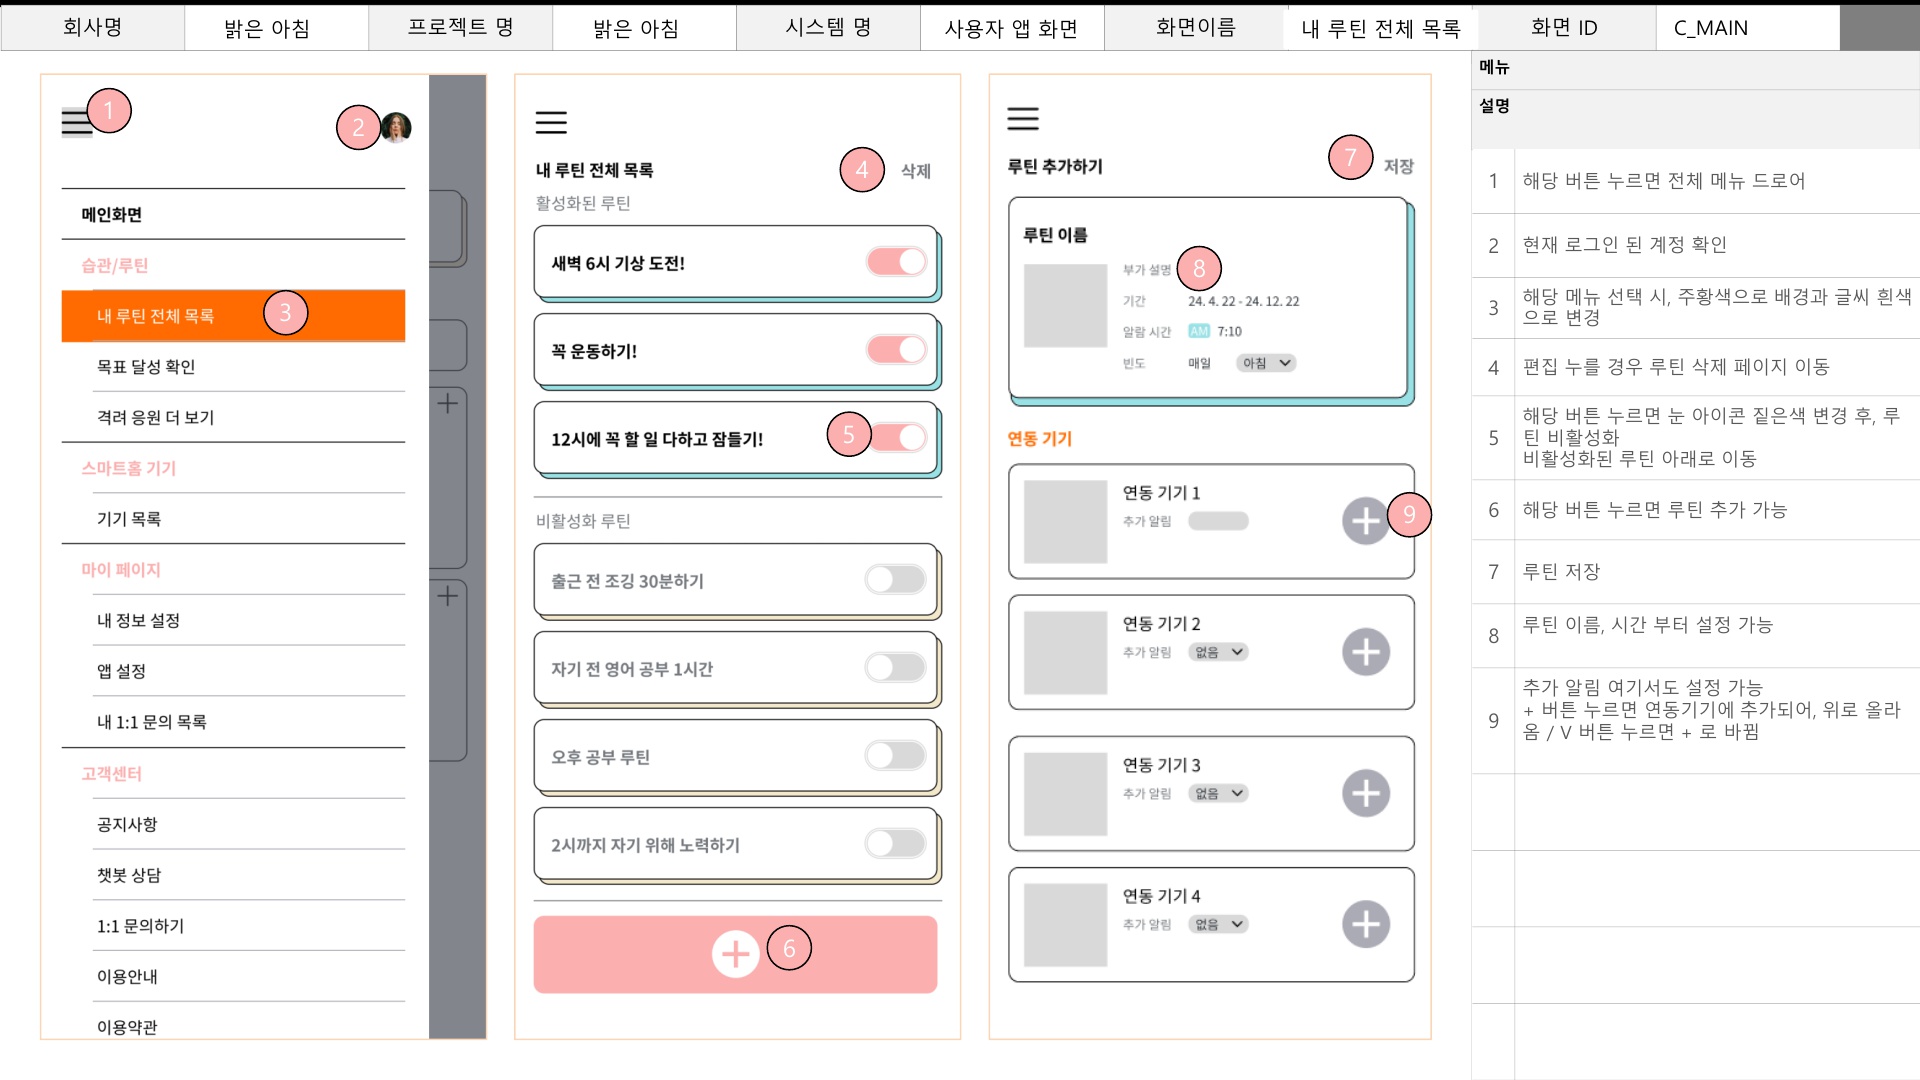 회사명 밝은 아침 프로젝트 명 밝은 아침 시스템 명 사용자 앱 화면 화면이름 내 루틴 전체 목록 화면 ID C_MAIN
1
2
메인화면
습관/루틴
내 루틴 전체 목록 3
목표 달성 확인
격려 응원 더 보기
스마트홈 기기
기기 목록
마이 페이지
내 정보 설정
앱 설정
내 1:1 문의 목록
고객센터
공지사항
챗봇 상담
1:1 문의하기
이용안내
이용약관
내 루틴 전체 목록 4 삭제
활성화된 루틴
새벽 6시 기상 도전!
꼭 운동하기!
12시에 꼭 할 일 다하고 잠들기! 5
비활성화 루틴
출근 전 조깅 30분하기
자기 전 영어 공부 1시간
오후 공부 루틴
2시까지 자기 위해 노력하기
6
루틴 추가하기 7 저장
루틴 이름
부가 설명 8
기간 24. 4. 22 - 24. 12. 22
알람 시간 AM 7:10
빈도 매일 아침
연동 기기
연동 기기 1
추가 알림
9
연동 기기 2
추가 알림 없음
연동 기기 3
추가 알림 없음
연동 기기 4
추가 알림 없음
메뉴
설명
1 해당 버튼 누르면 전체 메뉴 드로어
2 현재 로그인 된 계정 확인
3 해당 메뉴 선택 시, 주황색으로 배경과 글씨 흰색
으로 변경
4 편집 누를 경우 루틴 삭제 페이지 이동
5 해당 버튼 누르면 눈 아이콘 짙은색 변경 후, 루
틴 비활성화
비활성화된 루틴 아래로 이동
6 해당 버튼 누르면 루틴 추가 가능
7 루틴 저장
8 루틴 이름, 시간 부터 설정 가능
9 추가 알림 여기서도 설정 가능
+ 버튼 누르면 연동기기에 추가되어, 위로 올라
옴 / V 버튼 누르면 + 로 바뀜